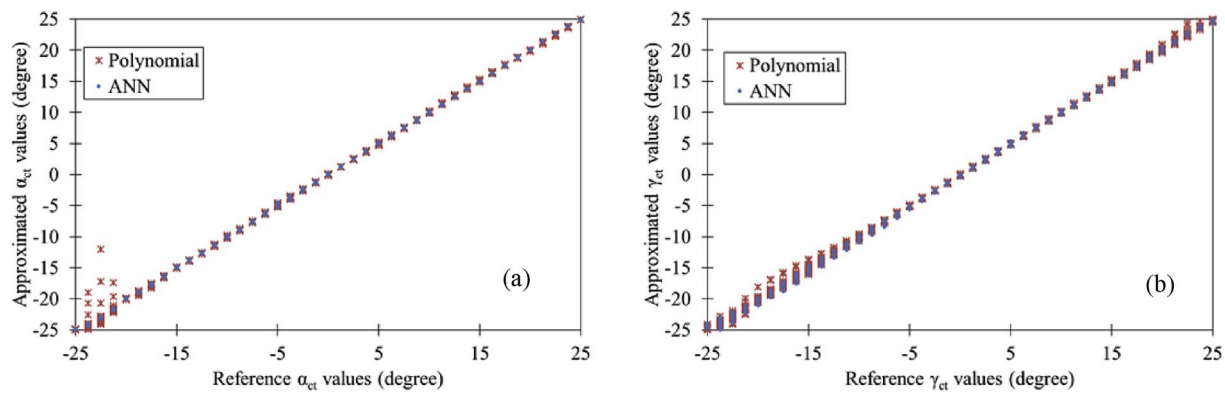 25
20
15
10
5
0
-5
-10
-15
-20
-25
Approximated αct values (degree)
Polynomial
ANN
(a)
-25 -15 -5 5 15 25
Reference αct values (degree)
25
20
15
10
5
0
-5
-10
-15
-20
-25
Approximated γct values (degree)
Polynomial
ANN
(b)
-25 -15 -5 5 15 25
Reference γct values (degree)